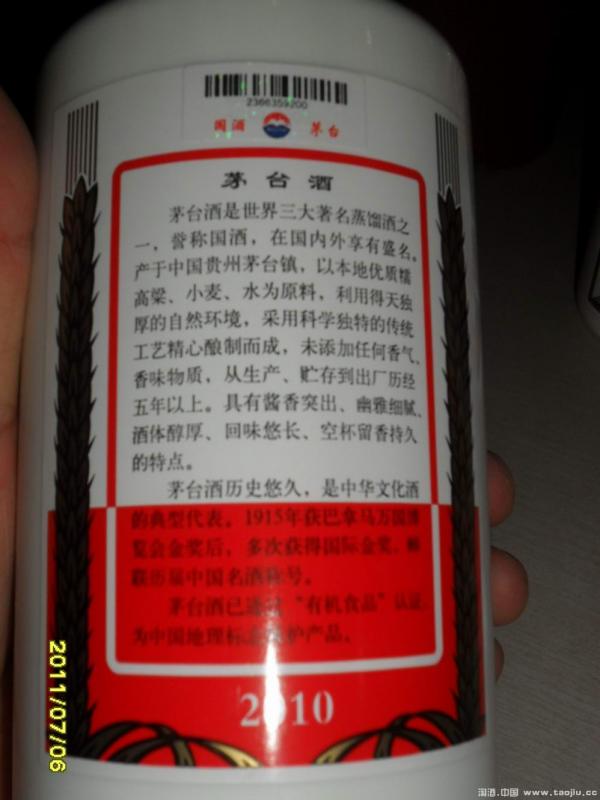 2366359200
国酒 茅台
茅台酒
茅台酒是世界三大著名蒸馏酒之
一，誉称国酒，在国内外享有盛名。
产于中国贵州茅台镇，以本地优质糯
高粱、小麦、水为原料，利用得天独
厚的自然环境，采用科学独特的传统
工艺精心酿制而成，未添加任何香气、
香味物质，从生产、贮存到出厂历经
五年以上。具有酱香突出、幽雅细腻、
酒体醇厚、回味悠长、空杯留香持久
的特点。
茅台酒历史悠久，是中华文化酒
的典型代表。1915年获巴拿马万国博
览会金奖后，多次获得国际金奖，蝉
联历届中国名酒称号。
茅台酒已通过“有机食品”认证，
为中国地理标志保护产品。
2010
2011/07/06
淘酒.中国 www.taojiu.cc